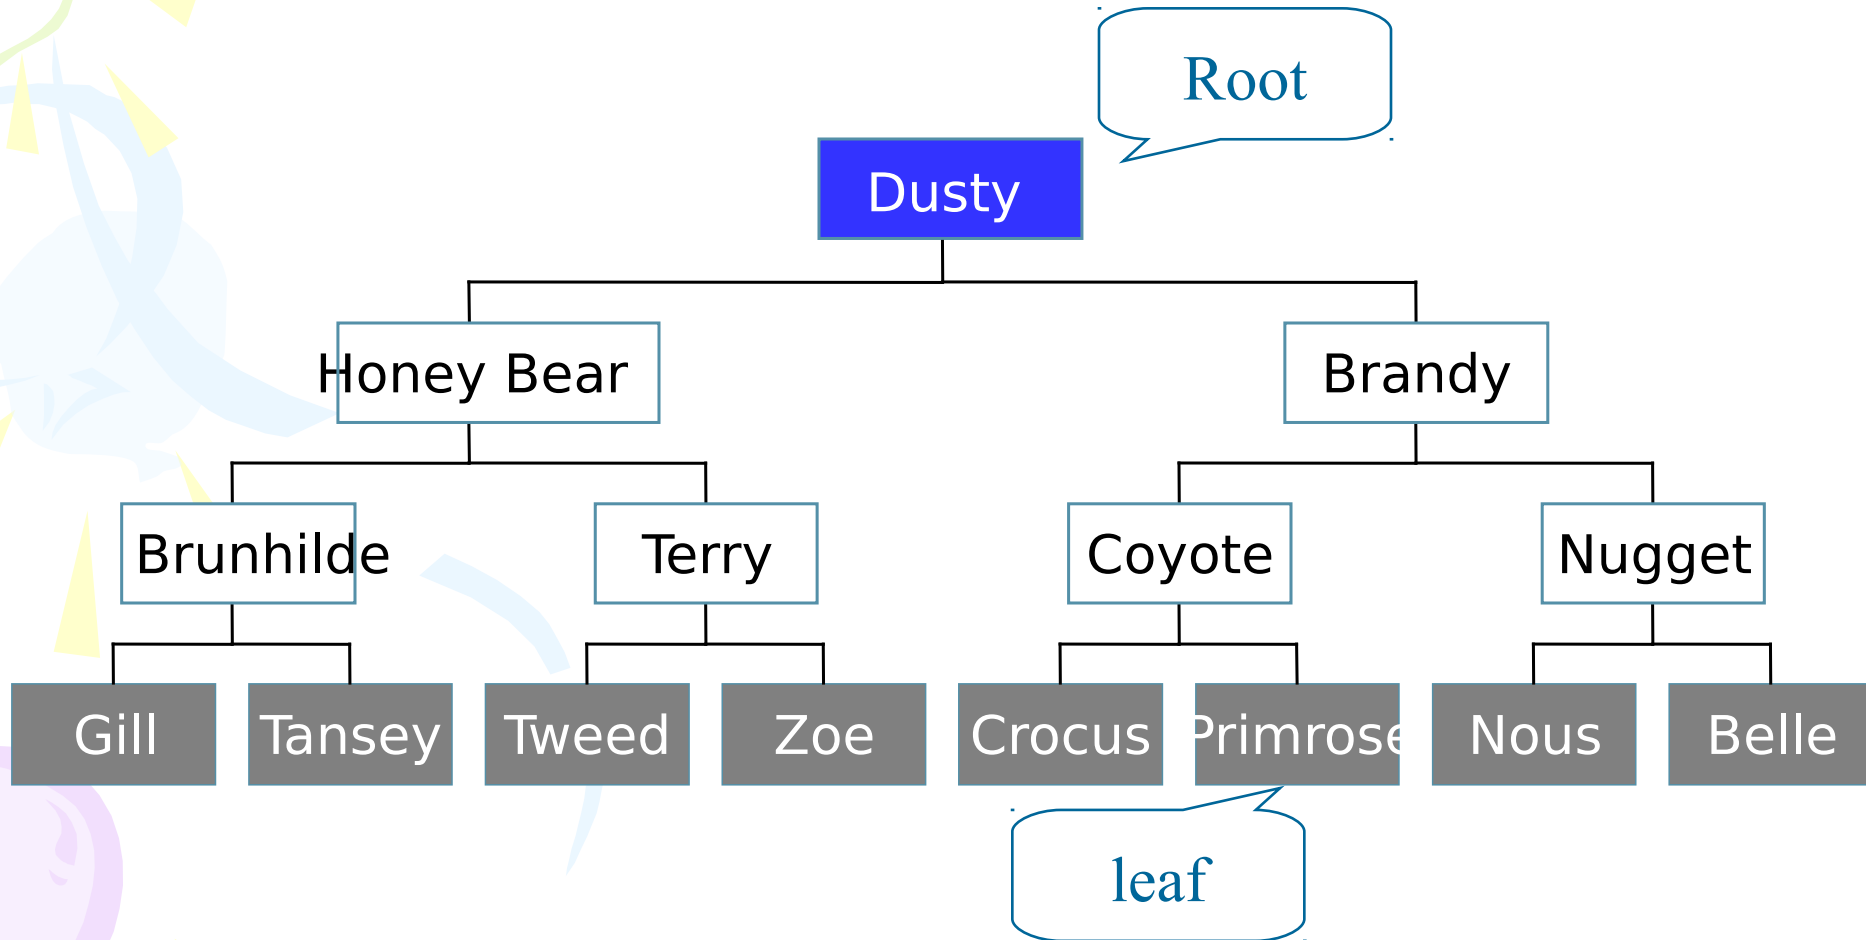 Root
Dusty
Honey Bear
Brandy
Brunhilde
Terry
Coyote
Nugget
Gill
Tansey
Tweed
Zoe
Crocus
Primrose
Nous
Belle
leaf